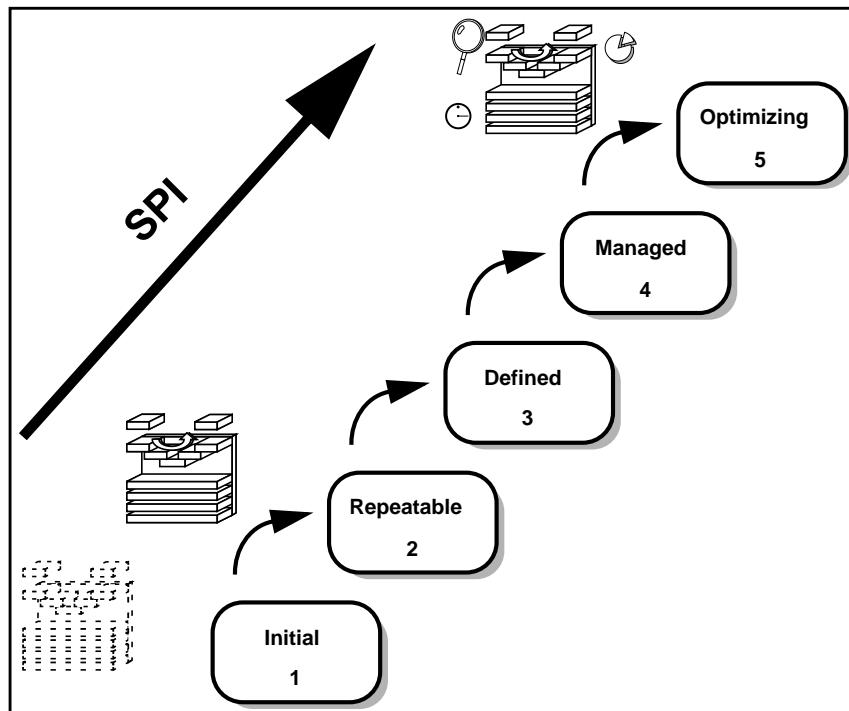 SPI
Optimizing
5
Managed
4
Defined
3
Repeatable
2
Initial
1